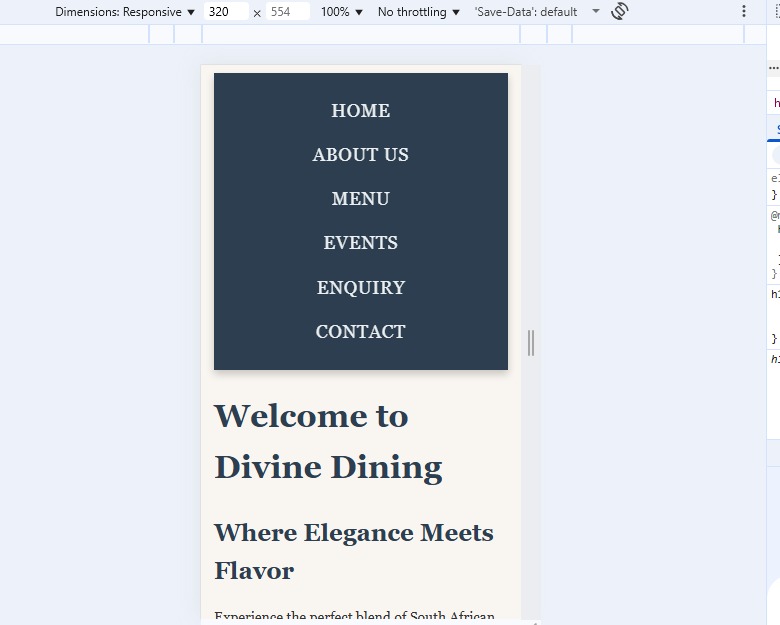 Dimensions: Responsive 320 × 554 100% No throttling 'Save-Data': default
HOME
ABOUT US
MENU
EVENTS
ENQUIRY
CONTACT
Welcome to
Divine Dining
Where Elegance Meets
Flavor
Experience the perfect blend of South African